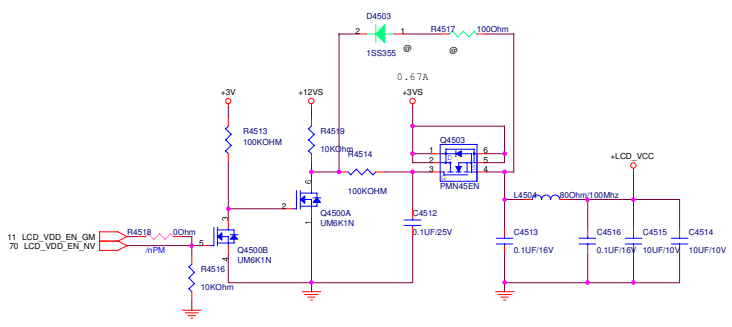 D4503
2
1
1SS355
@
R4517
100Ohm
@
0.67A
+3V
+12VS
+3VS
R4513
100KOHM
R4519
10KOhm
R4514
100KOHM
Q4503
1
2
3
6
5
4
PMN45EN
+LCD_VCC
L4504
80Ohm/100Mhz
6
2
1
Q4500A
UM6K1N
C4512
0.1UF/25V
C4513
0.1UF/16V
C4516
0.1UF/16V
C4515
10UF/10V
C4514
10UF/10V
11 LCD_VDD_EN_GM
70 LCD_VDD_EN_NV
R4518
0Ohm
/nPM
5
3
4
Q4500B
UM6K1N
R4516
10KOhm